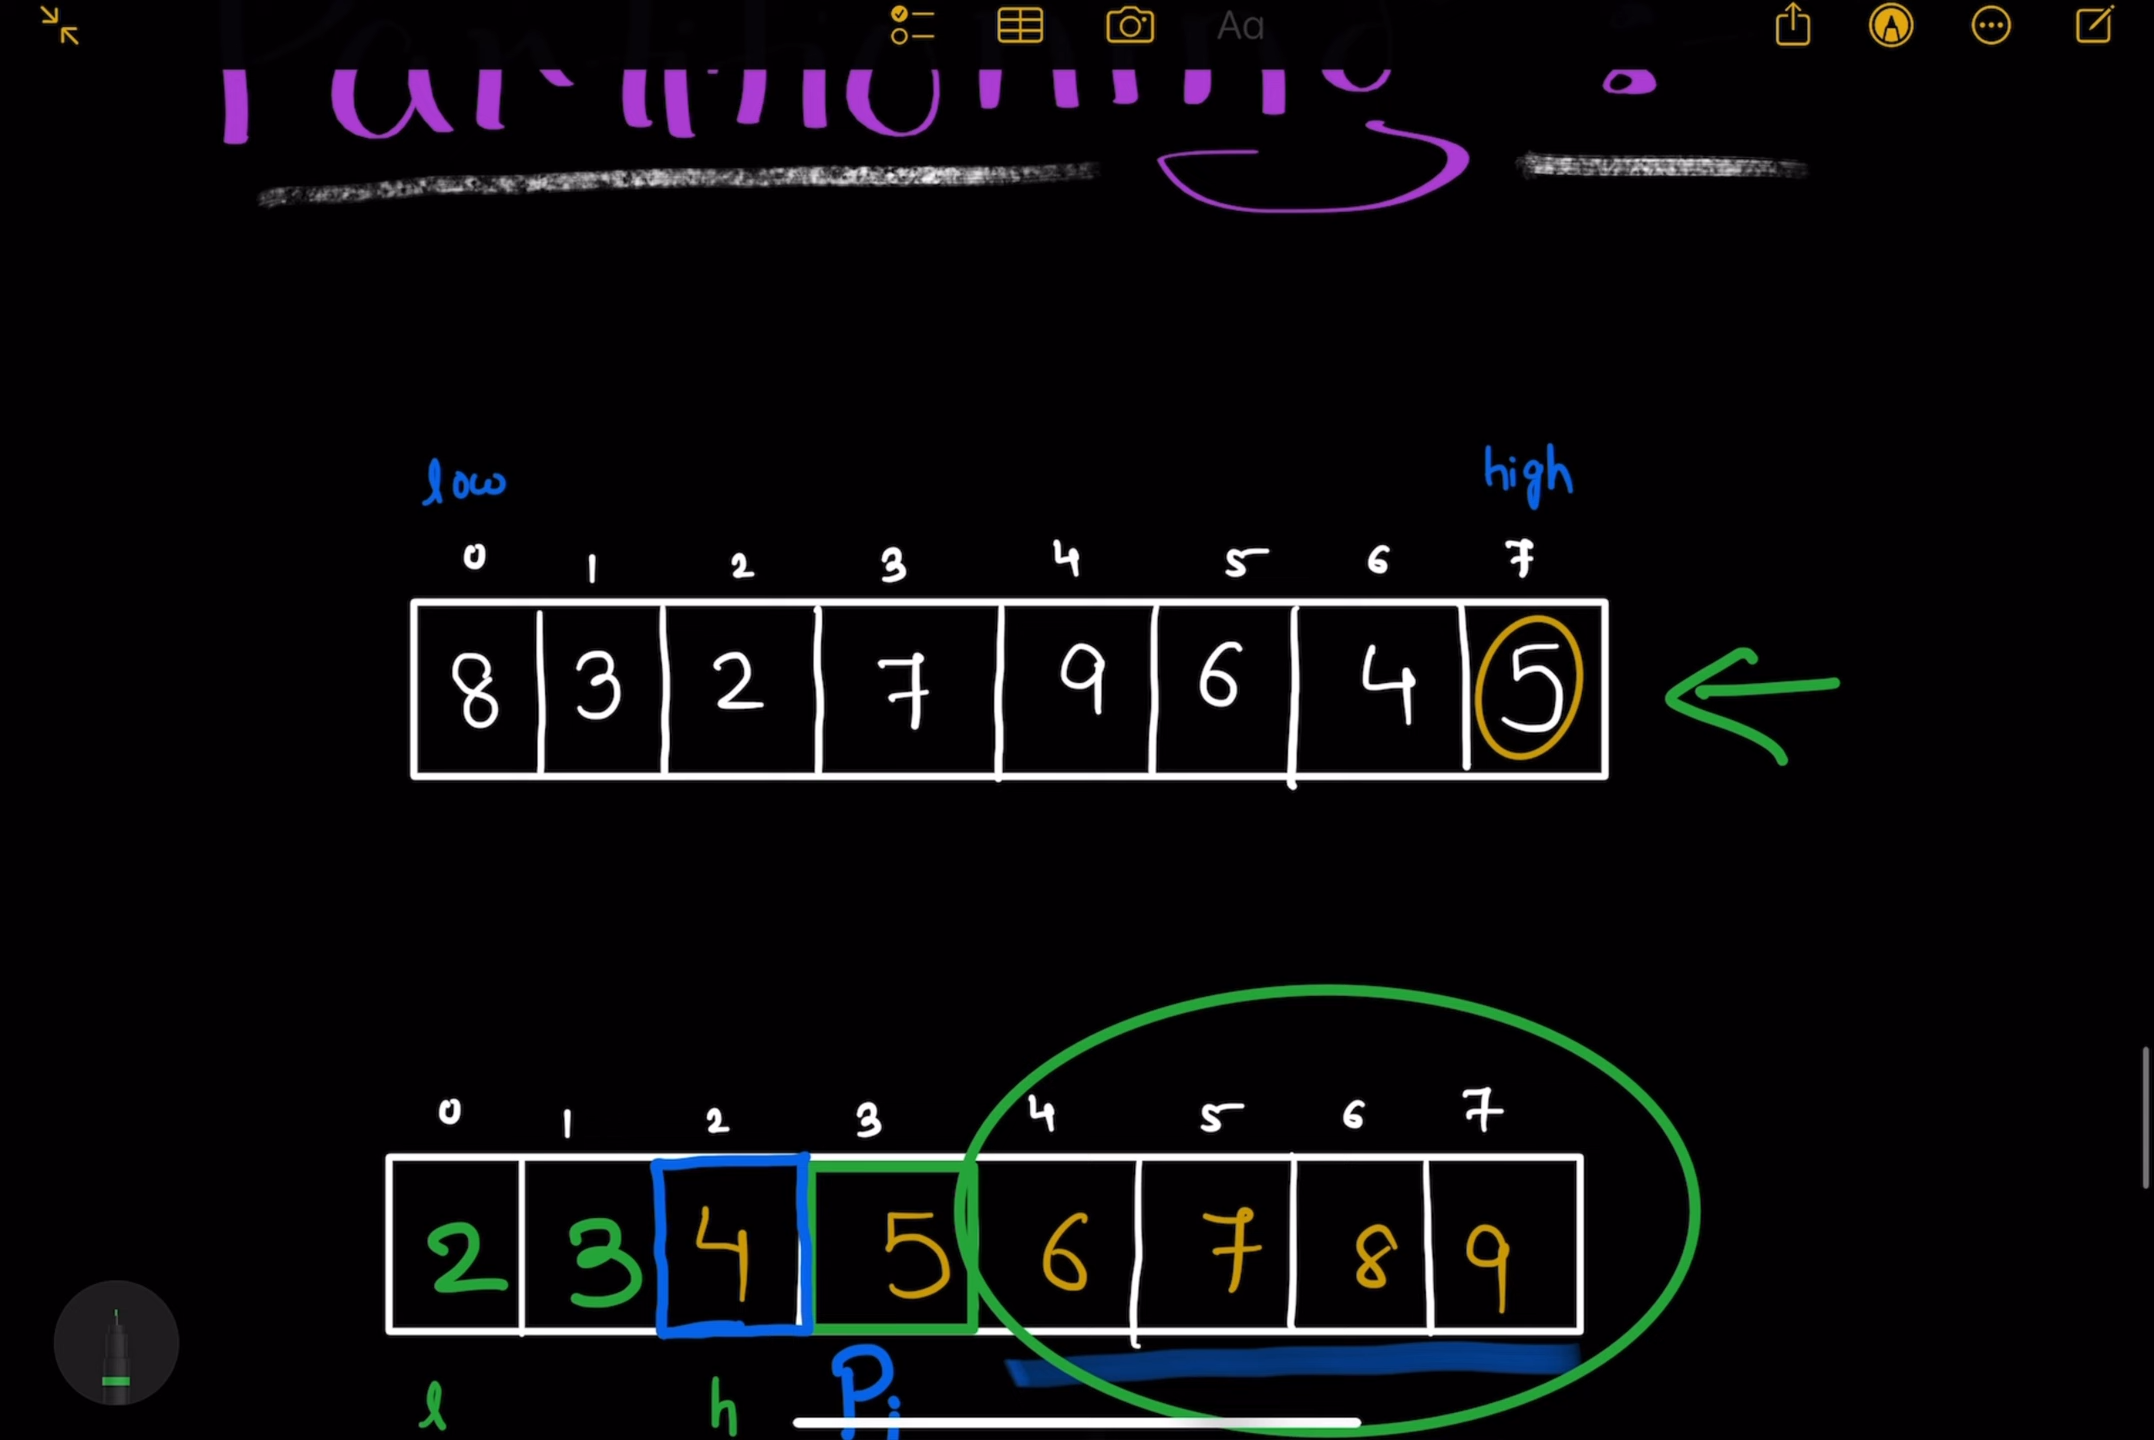 Partitioning :
Aa
low high
0 1 2 3 4 5 6 7
8 3 2 7 9 6 4 5
0 1 2 3 4 5 6 7
2 3 4 5 6 7 8 9
l h Pi